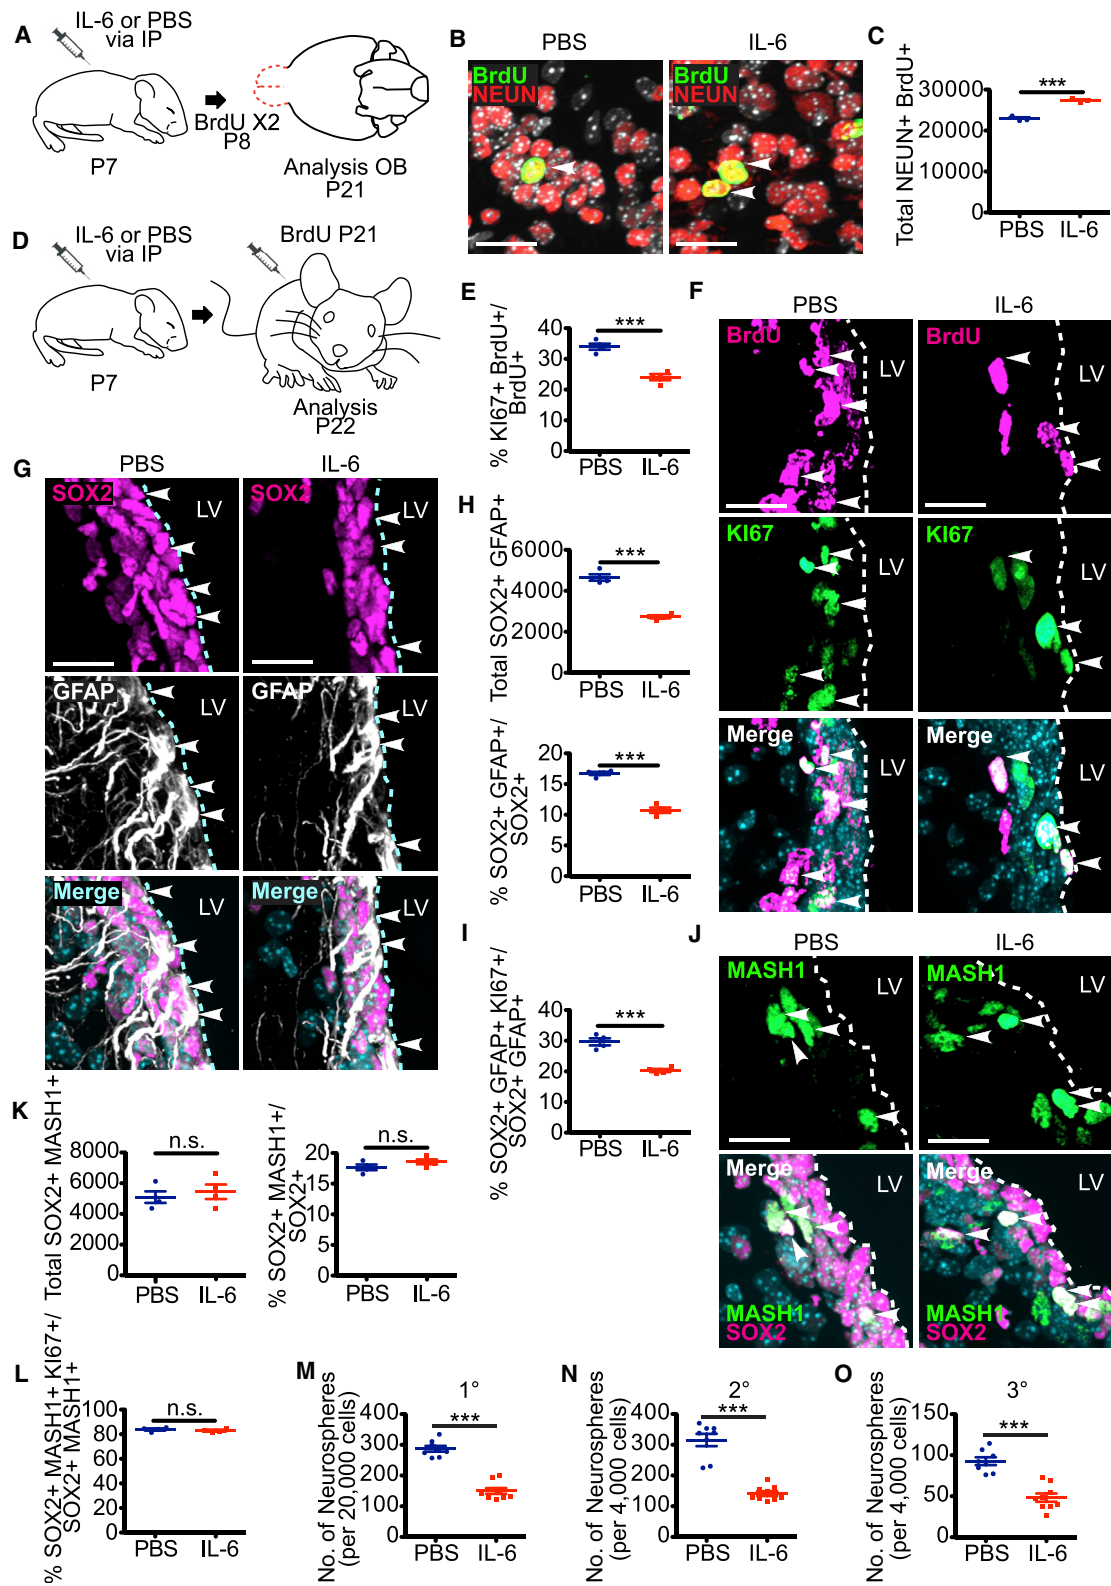 A
IL-6 or PBS
via IP
P7
BrdU X2
P8
Analysis OB
P21
B
PBS
IL-6
BrdU
NEUN
BrdU
NEUN
C
Total NEUN+ BrdU+
30000
20000
10000
0
***
PBS
IL-6
D
IL-6 or PBS
via IP
P7
BrdU P21
Analysis
P22
E
% KI67+ BrdU+/
BrdU+
40
30
20
10
0
***
PBS
IL-6
F
PBS
IL-6
BrdU
LV
BrdU
LV
KI67
LV
KI67
LV
Merge
LV
Merge
LV
G
PBS
IL-6
SOX2
LV
SOX2
LV
GFAP
LV
GFAP
LV
Merge
LV
Merge
LV
H
Total SOX2+ GFAP+
6000
4000
2000
0
***
PBS
IL-6
% SOX2+ GFAP+/
SOX2+
20
15
10
5
0
***
PBS
IL-6
I
% SOX2+ GFAP+ KI67+/
SOX2+ GFAP+
40
30
20
10
0
***
PBS
IL-6
J
PBS
IL-6
MASH1
LV
MASH1
LV
Merge
LV
MASH1
SOX2
Merge
LV
MASH1
SOX2
K
Total SOX2+ MASH1+
8000
6000
4000
2000
0
n.s.
PBS
IL-6
% SOX2+ MASH1+/
SOX2+
20
15
10
5
0
n.s.
PBS
IL-6
L
% SOX2+ MASH1+ KI67+/
SOX2+ MASH1+
100
80
60
40
20
0
n.s.
PBS
IL-6
M
1°
No. of Neurospheres
(per 20,000 cells)
400
300
200
100
0
***
PBS
IL-6
N
2°
No. of Neurospheres
(per 4,000 cells)
400
300
200
100
0
***
PBS
IL-6
O
3°
No. of Neurospheres
(per 4,000 cells)
150
100
50
0
***
PBS
IL-6